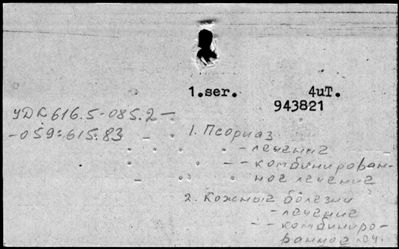 1.ser. 4uT.
943821
УДК 616.5-085.2-
-059:615.83
1. Псориаз
- лечение
-- комбинирован-
ное лечение
2. Кожные болезни
- лечение
-- комбиниро-
ванное